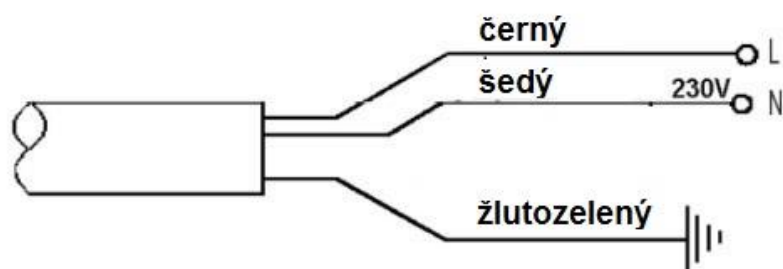 černý
L
šedý
230V
N
žlutozelený